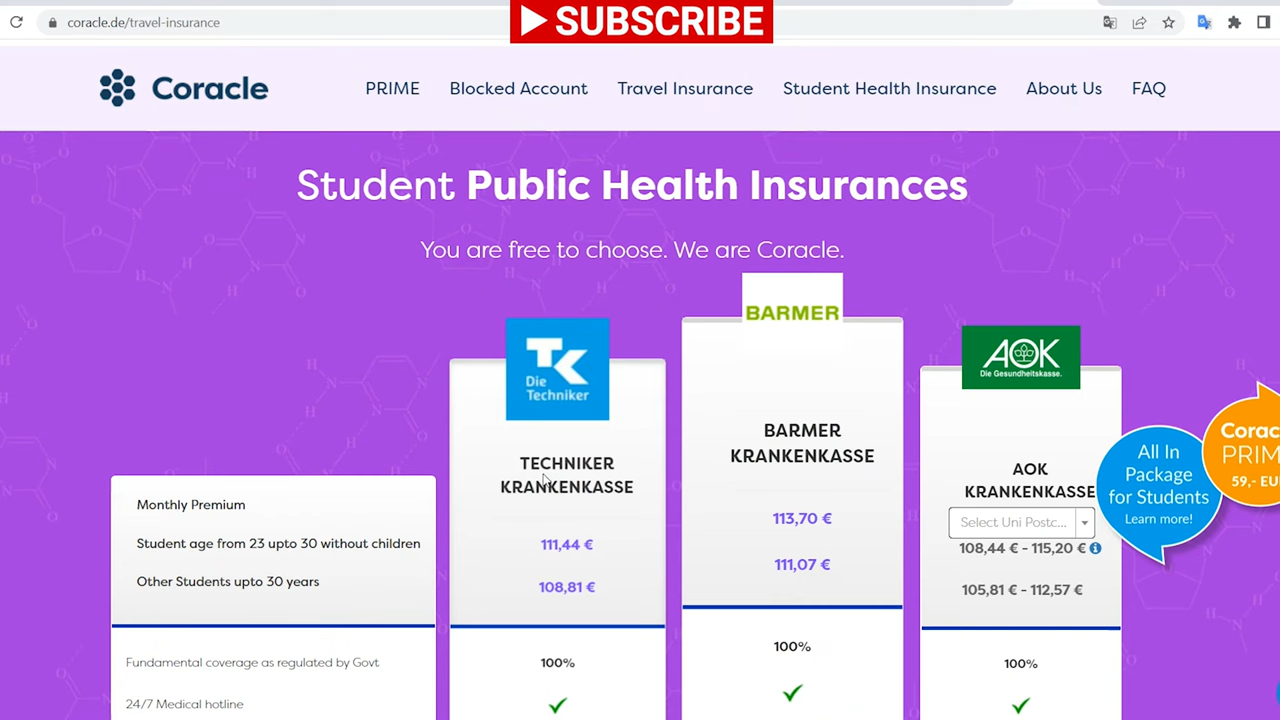 SUBSCRIBE
coracle.de/travel-insurance
Coracle
PRIME
Blocked Account
Travel Insurance
Student Health Insurance
About Us
FAQ
Student Public Health Insurances
You are free to choose. We are Coracle.
Monthly Premium
Student age from 23 upto 30 without children
Other Students upto 30 years
Fundamental coverage as regulated by Govt
24/7 Medical hotline
TK
Die
Techniker
TECHNIKER
KRANKENKASSE
111,44 €
108,81 €
100%
BARMER
BARMER
KRANKENKASSE
113,70 €
111,07 €
100%
AOK
Die Gesundheitskasse.
AOK
KRANKENKASSE
Select Uni Postc...
108,44 € - 115,20 €
105,81 € - 112,57 €
100%
All In
Package
for Students
Learn more!
Corac
PRIM
59,- EU